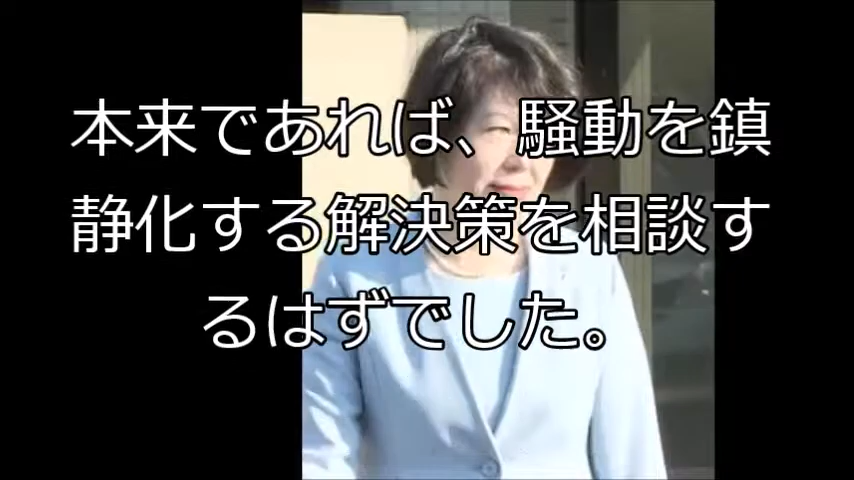 本来であれば、騒動を鎮
静化する解決策を相談す
るはずでした。